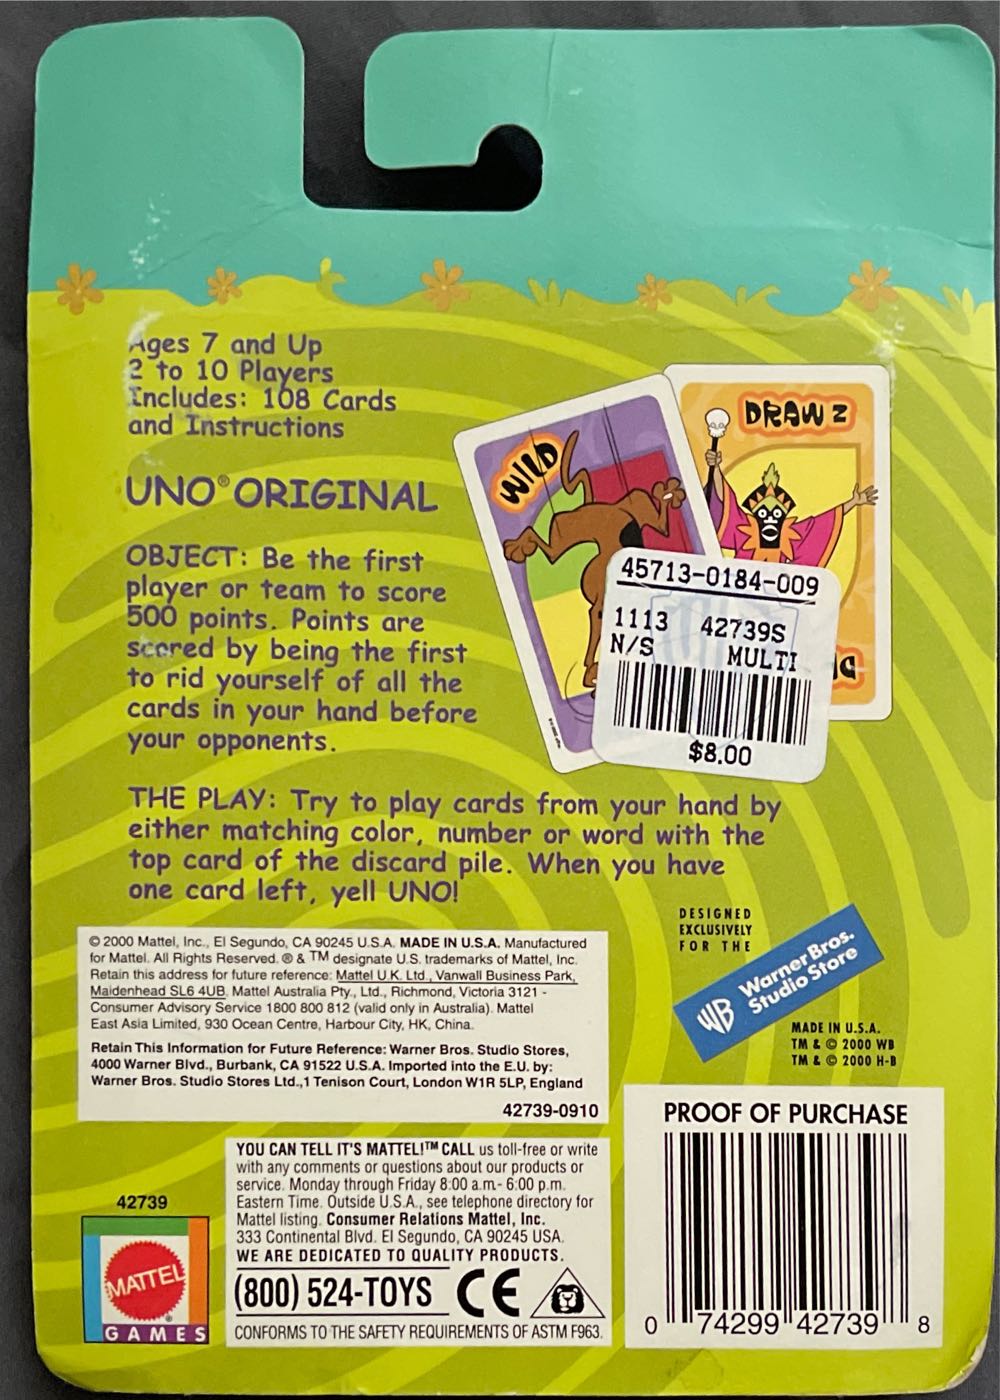 Ages 7 and Up
2 to 10 Players
Includes: 108 Cards
and Instructions
UNO® ORIGINAL
OBJECT: Be the first
player or team to score
500 points. Points are
scored by being the first
to rid yourself of all the
cards in your hand before
your opponents.
WILD
DRAW 2
45713-0184-009
1113 42739S
N/S MULTI
$8.00
THE PLAY: Try to play cards from your hand by
either matching color, number or word with the
top card of the discard pile. When you have
one card left, yell UNO!
DESIGNED
EXCLUSIVELY
FOR THE
WB Warner Bros.
Studio Store
MADE IN U.S.A.
TM & © 2000 WB
TM & © 2000 H-B
© 2000 Mattel, Inc., El Segundo, CA 90245 U.S.A. MADE IN U.S.A. Manufactured
for Mattel. All Rights Reserved. ® & TM designate U.S. trademarks of Mattel, Inc.
Retain this address for future reference: Mattel U.K. Ltd., Vanwall Business Park,
Maidenhead SL6 4UB. Mattel Australia Pty., Ltd., Richmond, Victoria 3121 -
Consumer Advisory Service 1800 800 812 (valid only in Australia). Mattel
East Asia Limited, 930 Ocean Centre, Harbour City, HK, China.
Retain This Information for Future Reference: Warner Bros. Studio Stores,
4000 Warner Blvd., Burbank, CA 91522 U.S.A. Imported into the E.U. by:
Warner Bros. Studio Stores Ltd.,1 Tenison Court, London W1R 5LP, England
42739-0910
YOU CAN TELL IT'S MATTEL!™ CALL us toll-free or write
with any comments or questions about our products or
service. Monday through Friday 8:00 a.m.- 6:00 p.m.
Eastern Time. Outside U.S.A., see telephone directory for
Mattel listing. Consumer Relations Mattel, Inc.
333 Continental Blvd. El Segundo, CA 90245 USA.
WE ARE DEDICATED TO QUALITY PRODUCTS.
(800) 524-TOYS CE
CONFORMS TO THE SAFETY REQUIREMENTS OF ASTM F963.
42739
MATTEL®
GAMES
PROOF OF PURCHASE
0 74299 42739 8